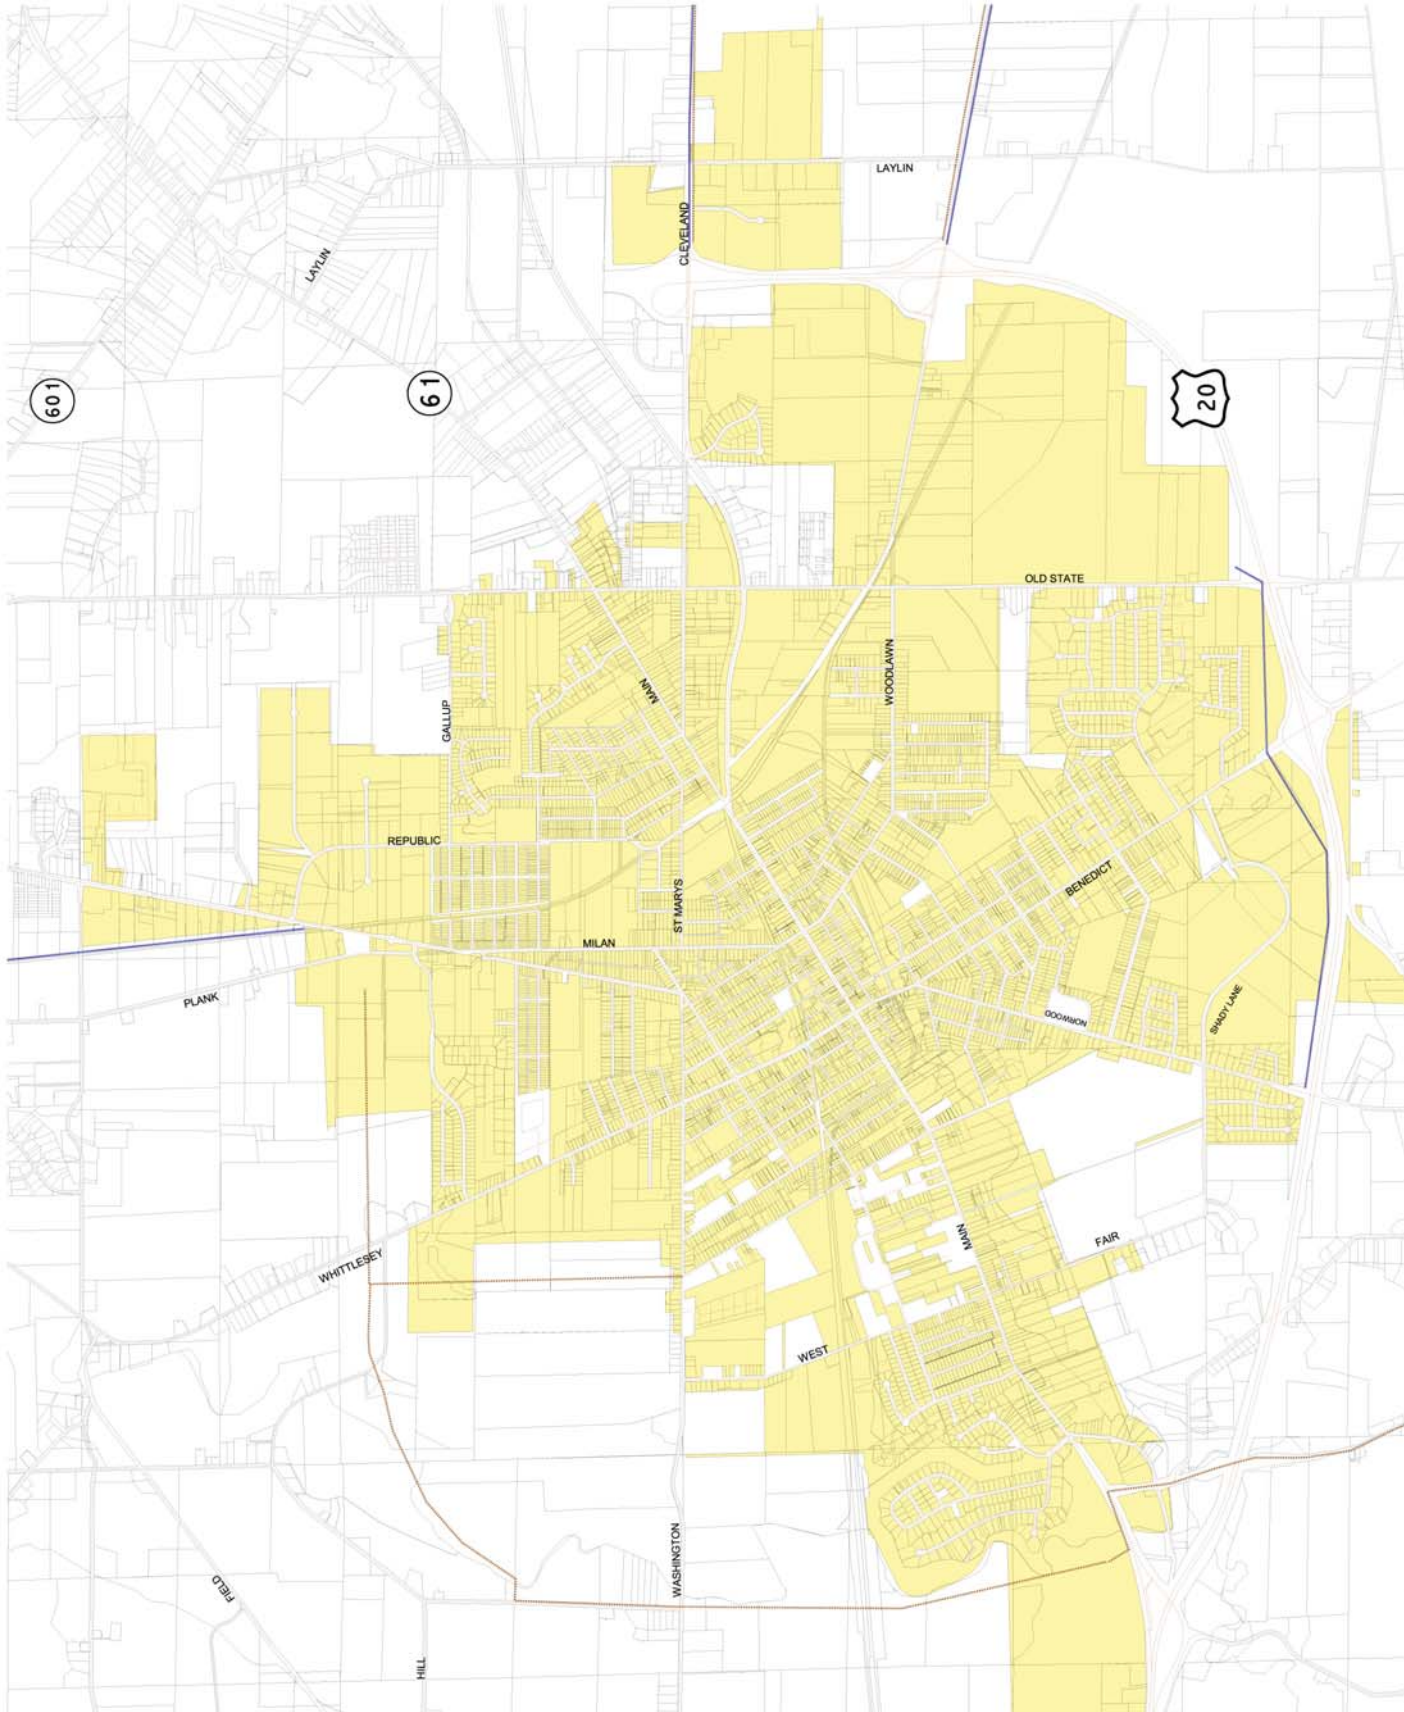 LAYLIN
CLEVELAND
LAYLIN
601
61
20
OLD STATE
WOODLAWN
MAIN
GALLUP
REPUBLIC
BENEDICT
ST MARYS
MILAN
PLANK
SHADY LANE
NORWOOD
MAIN
FAIR
WHITTLESEY
WEST
WASHINGTON
FIELD
HILL